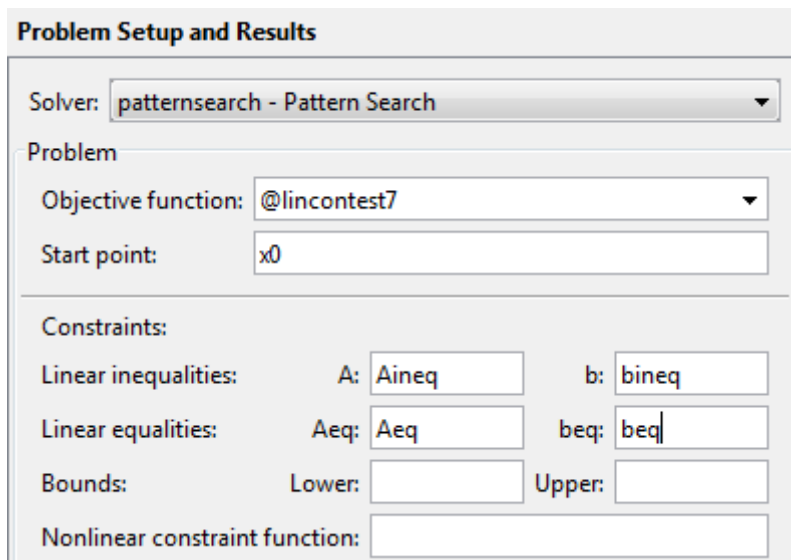 Problem Setup and Results
Solver: patternsearch - Pattern Search
Problem
Objective function: @lincontest7
Start point: x0
Constraints:
Linear inequalities: A: Aineq b: bineq
Linear equalities: Aeq: Aeq beq: beq
Bounds: Lower: Upper:
Nonlinear constraint function: